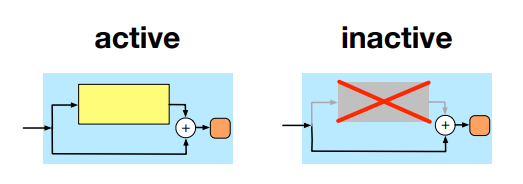 active
inactive
+
+